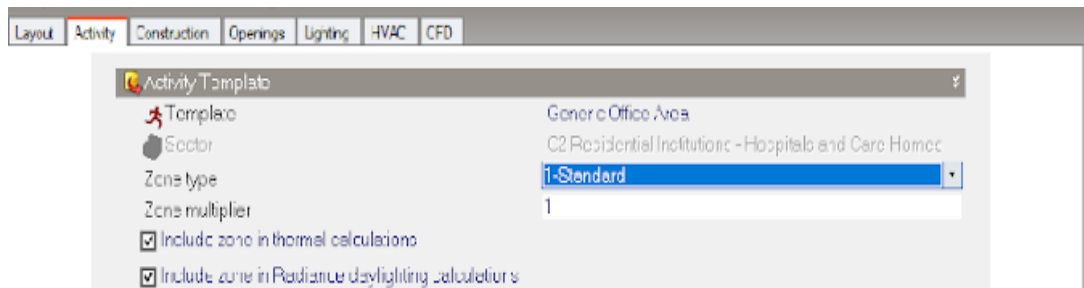 Layout Activity Construction Openings Lighting HVAC CFD
Activity Template
Template Generic Office Area
Sector C2 Residential Institutions - Hospitals and Care Homes
Zone type 1-Standard
Zone multiplier 1
Include zone in thermal calculations
Include zone in Radiance daylighting calculations